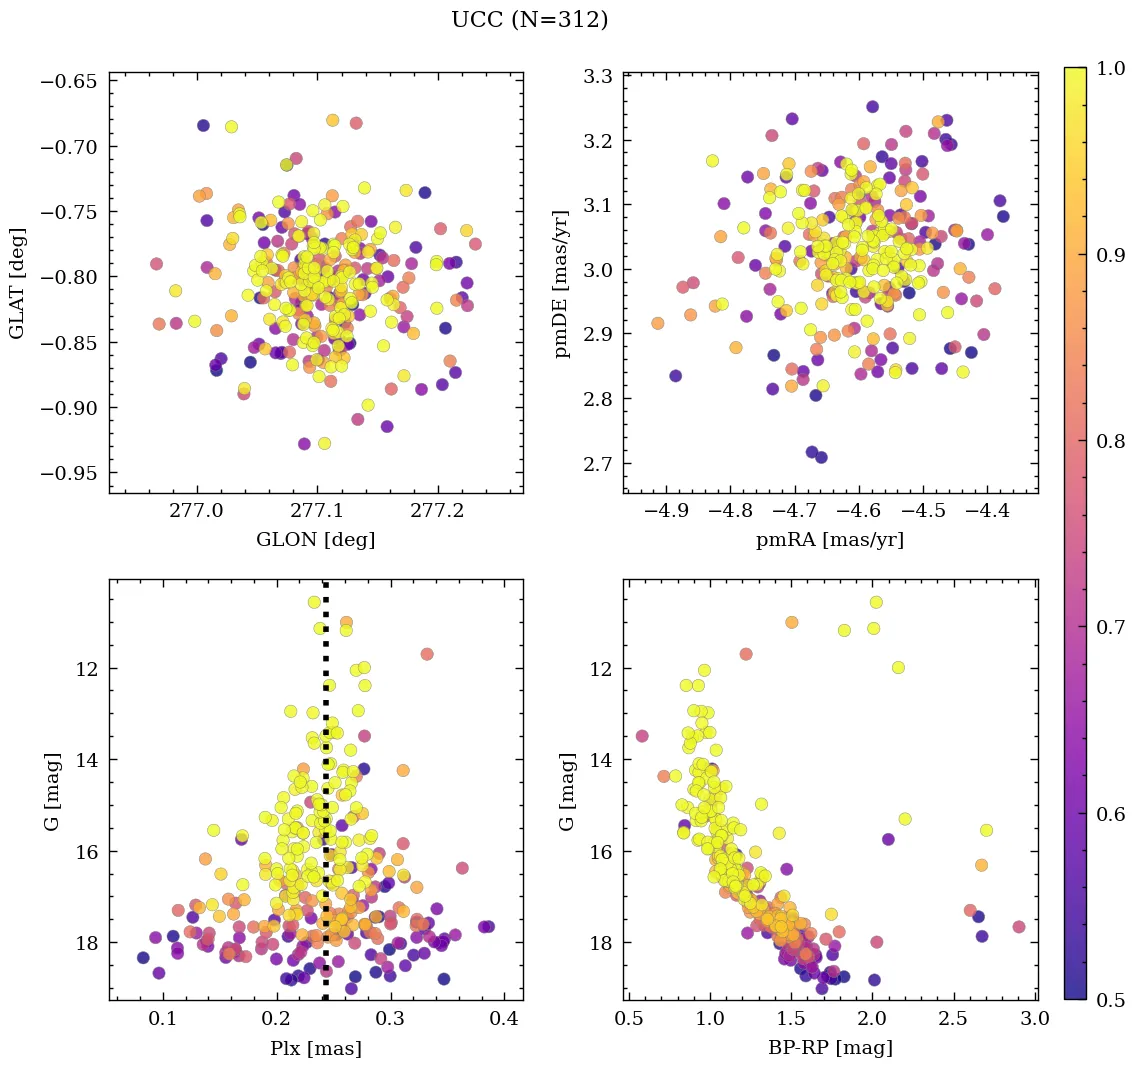 UCC (N=312)
−0.65
−0.70
−0.75
−0.80
−0.85
−0.90
−0.95
GLAT [deg]
277.0 277.1 277.2
GLON [deg]
3.3
3.2
3.1
3.0
2.9
2.8
2.7
pmDE [mas/yr]
−4.9 −4.8 −4.7 −4.6 −4.5 −4.4
pmRA [mas/yr]
12
14
16
18
G [mag]
0.1 0.2 0.3 0.4
Plx [mas]
12
14
16
18
G [mag]
0.5 1.0 1.5 2.0 2.5 3.0
BP-RP [mag]
1.0
0.9
0.8
0.7
0.6
0.5